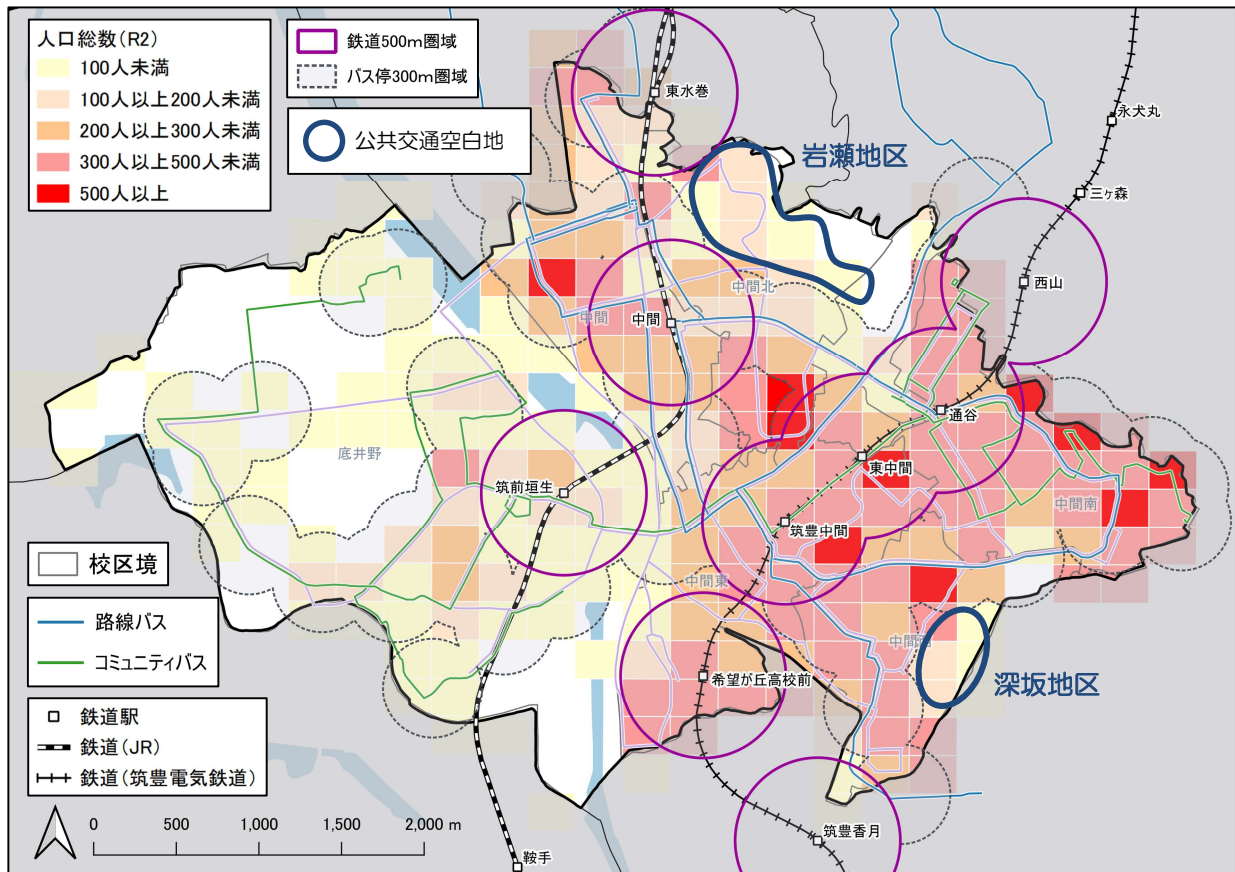 人口総数(R2)
100人未満
100人以上200人未満
200人以上300人未満
300人以上500人未満
500人以上
鉄道500m圏域
バス停300m圏域
公共交通空白地
東水巻
永犬丸
岩瀬地区
三ヶ森
西山
中間北
中間
中間
通谷
底井野
東中間
筑前垣生
中間南
筑豊中間
校区境
中間東
路線バス
コミュニティバス
中間西
希望が丘高校前
深坂地区
鉄道駅
鉄道(JR)
鉄道(筑豊電気鉄道)
0 500 1,000 1,500 2,000 m
筑豊香月
鞍手